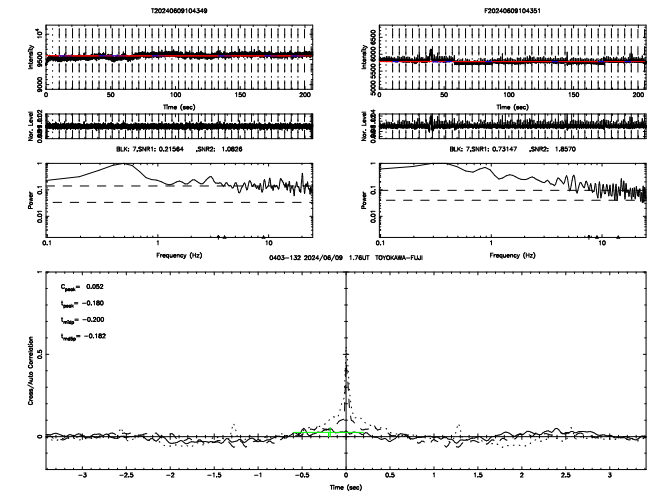 T20240609104349
F20240609104351
Intensity
9000 9500 10⁴
0 50 100 150 200
Time (sec)
Intensity
5000 5500 6000 6500
0 50 100 150 200
Time (sec)
Nor. Level
Nor. Level
BLK: 7,SNR1: 0.21564 ,SNR2: 1.0826
BLK: 7,SNR1: 0.73147 ,SNR2: 1.8570
Power
0.01 0.1 1
0.1 1 10
Frequency (Hz)
Power
0.01 0.1 1
0.1 1 10
Frequency (Hz)
0403-132 2024/06/09 1.76UT TOYOKAWA-FUJI
Cpeak= 0.052
tpeak= -0.180
-0.200
-0.182
Cross/Auto Correlation
0 0.5 1
-3 -2.5 -2 -1.5 -1 -0.5 0 0.5 1 1.5 2 2.5 3
Time (sec)